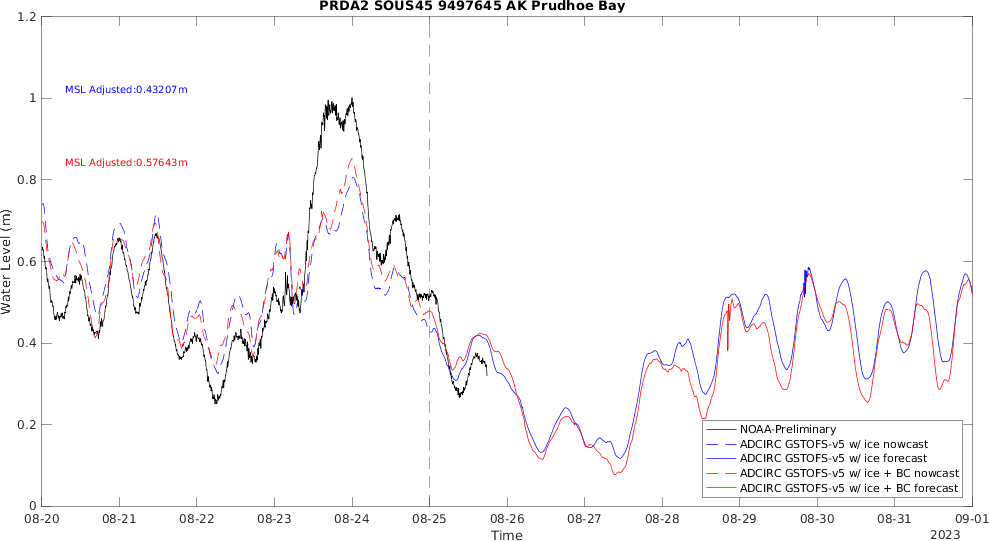 PRDA2 SOUS45 9497645 AK Prudhoe Bay
1.2
1
0.8
0.6
0.4
0.2
0
Water Level (m)
MSL Adjusted:0.43207m
MSL Adjusted:0.57643m
NOAA-Preliminary
ADCIRC GSTOFS-v5 w/ ice nowcast
ADCIRC GSTOFS-v5 w/ ice forecast
ADCIRC GSTOFS-v5 w/ ice + BC nowcast
ADCIRC GSTOFS-v5 w/ ice + BC forecast
08-20 08-21 08-22 08-23 08-24 08-25 08-26 08-27 08-28 08-29 08-30 08-31 09-01
Time
2023